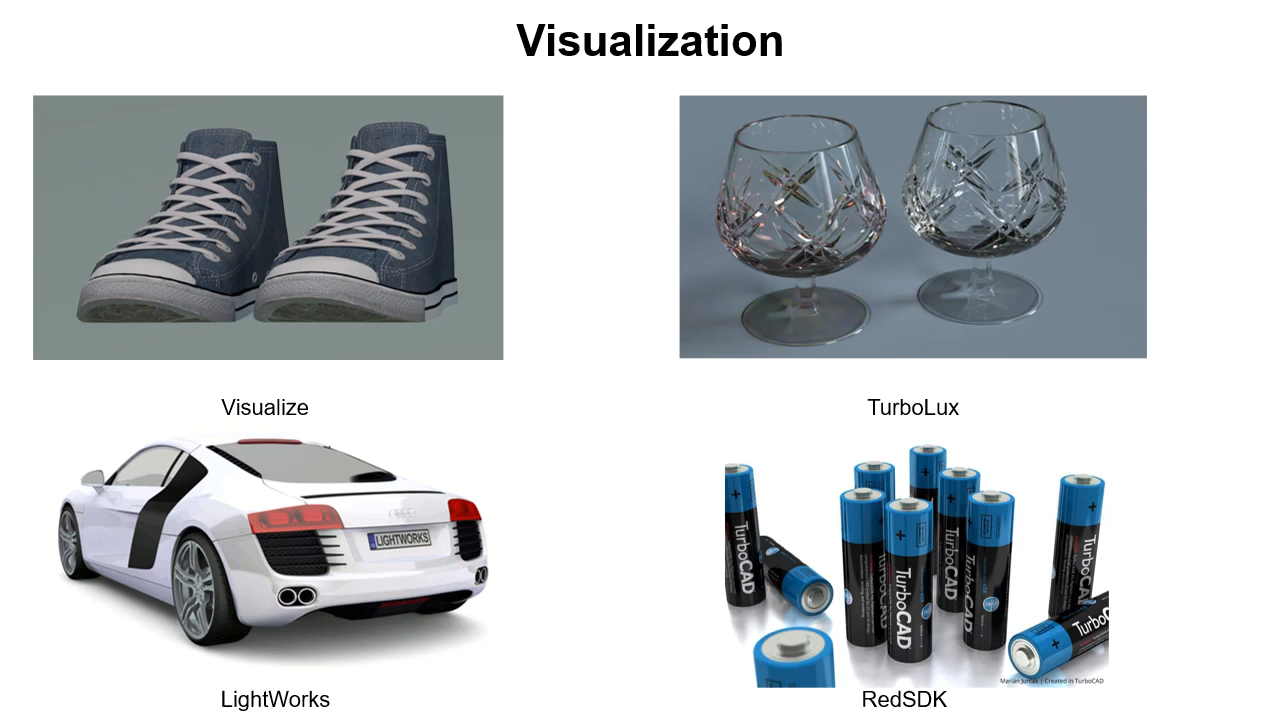 Visualization
Visualize
TurboLux
LIGHTWORKS
TurboCAD
TurboCAD
TurboCAD
TurboCAD
TurboCAD
Marián Jurčák | Created in TurboCAD
LightWorks
RedSDK